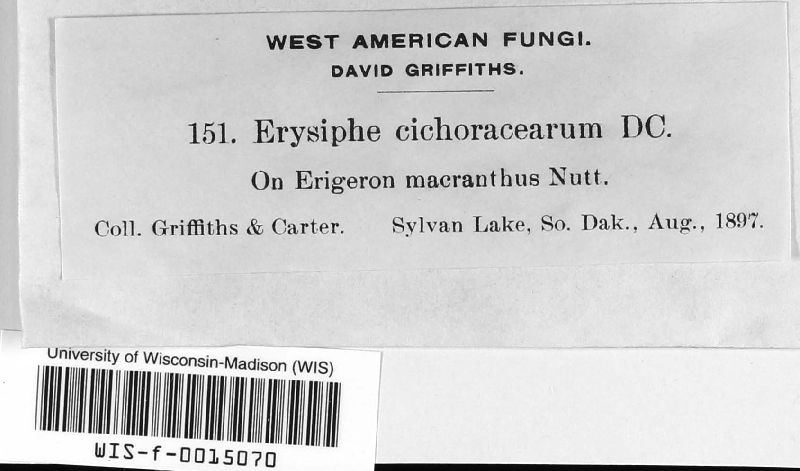 WEST AMERICAN FUNGI.
DAVID GRIFFITHS.
151. Erysiphe cichoracearum DC.
On Erigeron macranthus Nutt.
Coll. Griffiths & Carter. Sylvan Lake, So. Dak., Aug., 1897.
University of Wisconsin-Madison (WIS)
WIS-f-0015070